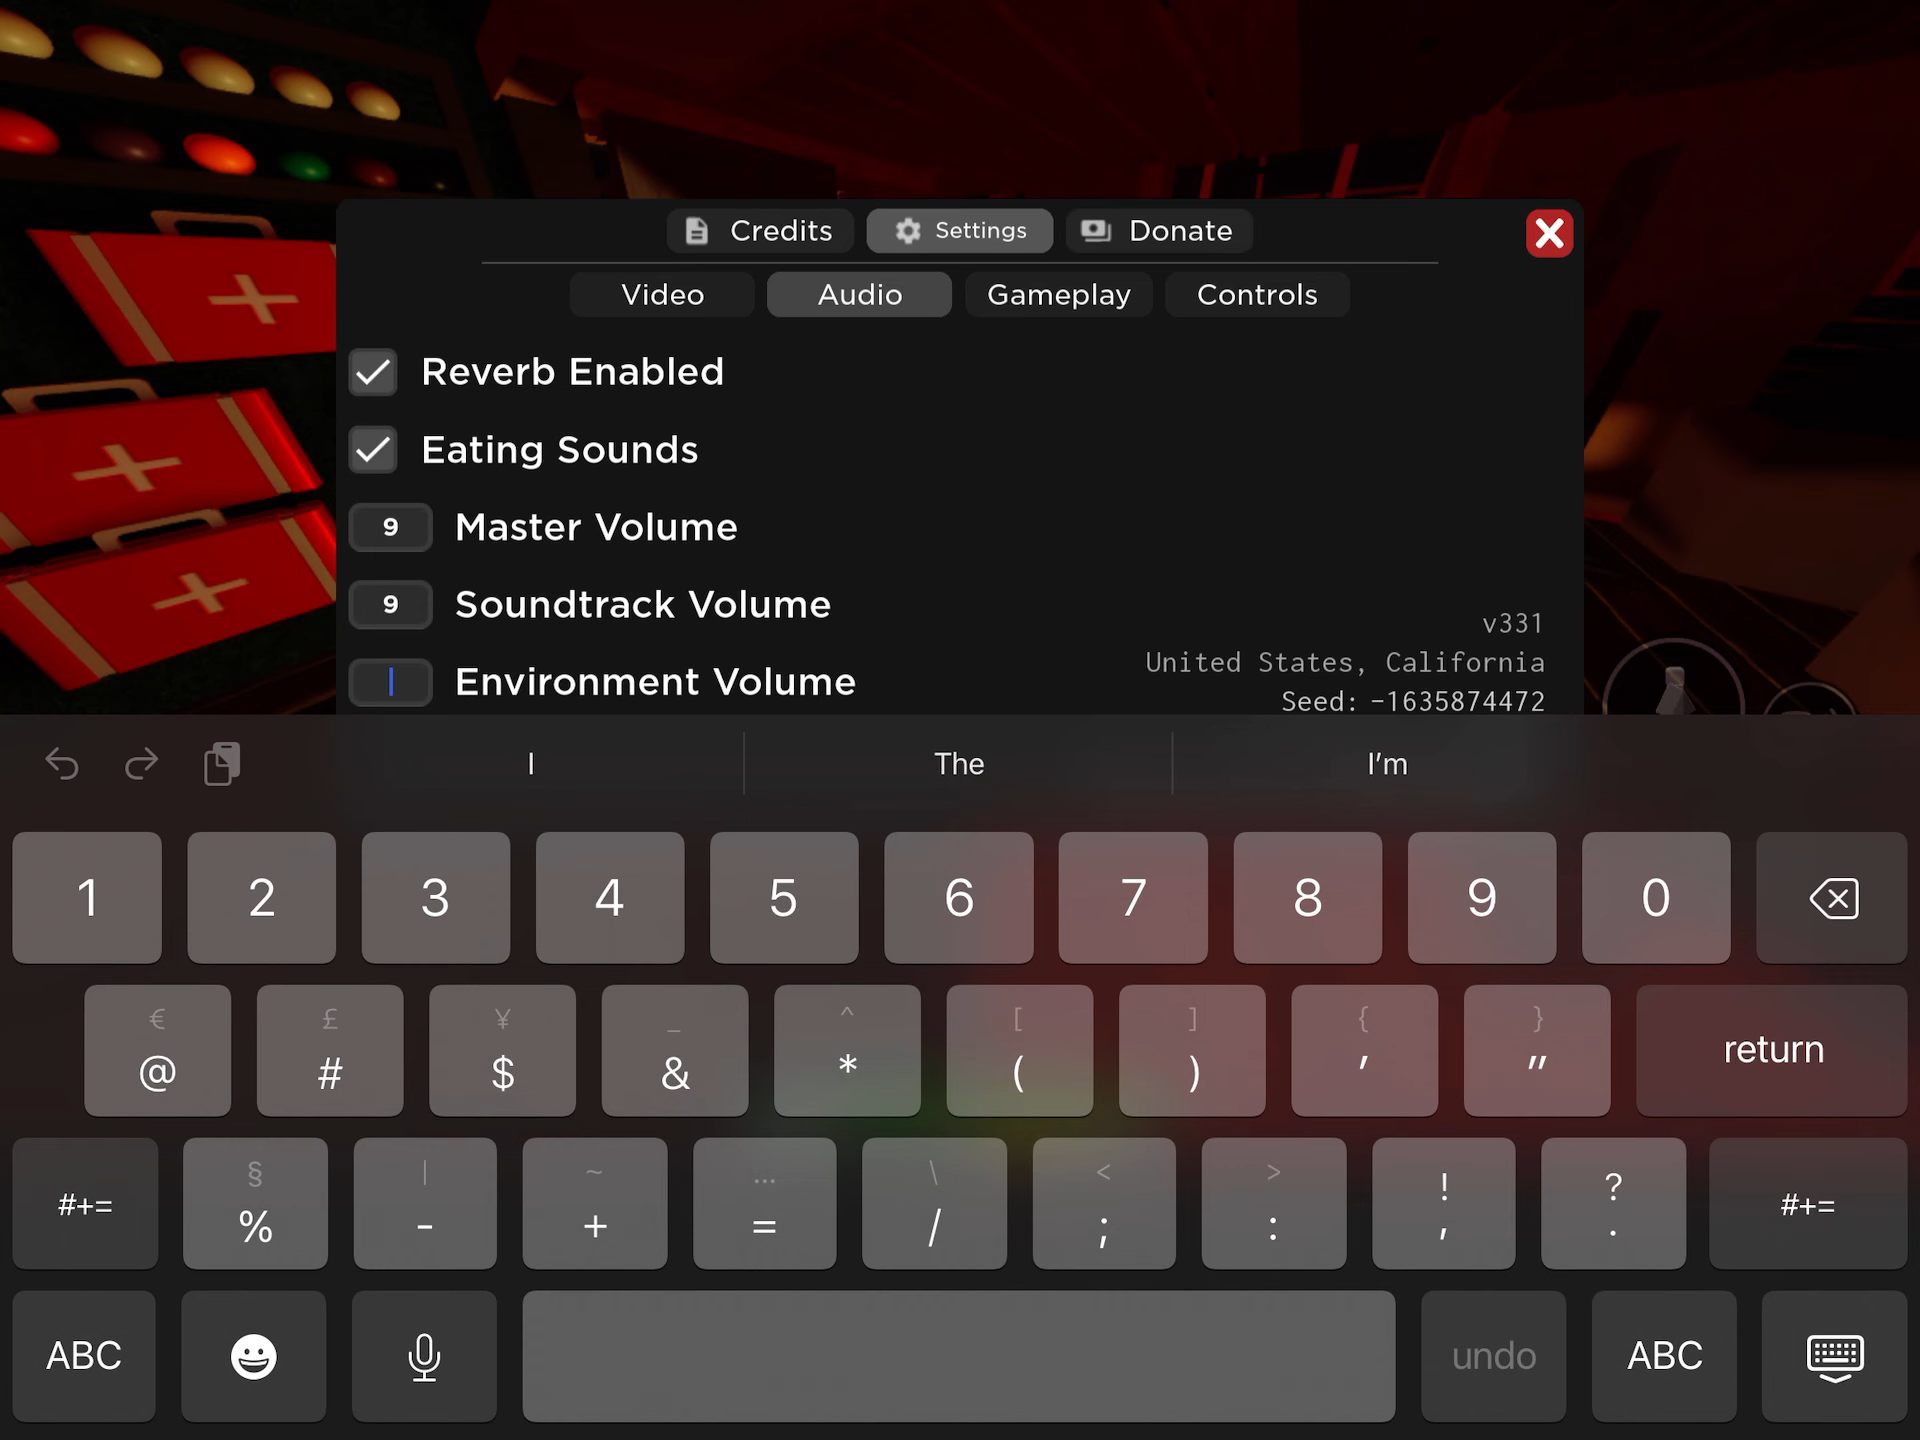 Credits Settings Donate
Video Audio Gameplay Controls
Reverb Enabled
Eating Sounds
9 Master Volume
9 Soundtrack Volume
Environment Volume
v331
United States, California
Seed: -1635874472
I The I'm
1 2 3 4 5 6 7 8 9 0
€ £ ¥ _ ^ [ ] { }
@ # $ & * ( ) ' " return
§ | ~ … \ < > ! ?
#+= % - + = / ; : , . #+=
ABC undo ABC